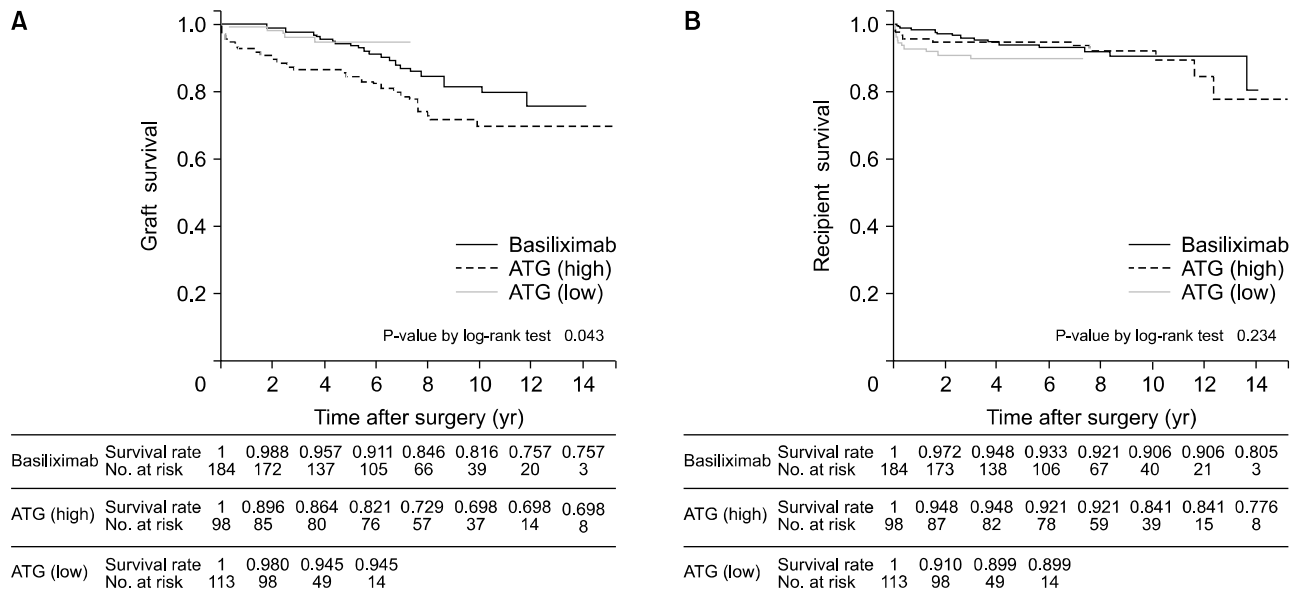 A
1.0
0.8
0.6
0.4
0.2
Graft survival
Basiliximab
ATG (high)
ATG (low)
P-value by log-rank test 0.043
0 2 4 6 8 10 12 14
Time after surgery (yr)
Basiliximab Survival rate 1 0.988 0.957 0.911 0.846 0.816 0.757 0.757
No. at risk 184 172 137 105 66 39 20 3
ATG (high) Survival rate 1 0.896 0.864 0.821 0.729 0.698 0.698 0.698
No. at risk 98 85 80 76 57 37 14 8
ATG (low) Survival rate 1 0.980 0.945 0.945
No. at risk 113 98 49 14
B
1.0
0.8
0.6
0.4
0.2
Recipient survival
Basiliximab
ATG (high)
ATG (low)
P-value by log-rank test 0.234
0 2 4 6 8 10 12 14
Time after surgery (yr)
Basiliximab Survival rate 1 0.972 0.948 0.933 0.921 0.906 0.906 0.805
No. at risk 184 173 138 106 67 40 21 3
ATG (high) Survival rate 1 0.948 0.948 0.921 0.921 0.841 0.841 0.776
No. at risk 98 87 82 78 59 39 15 8
ATG (low) Survival rate 1 0.910 0.899 0.899
No. at risk 113 98 49 14